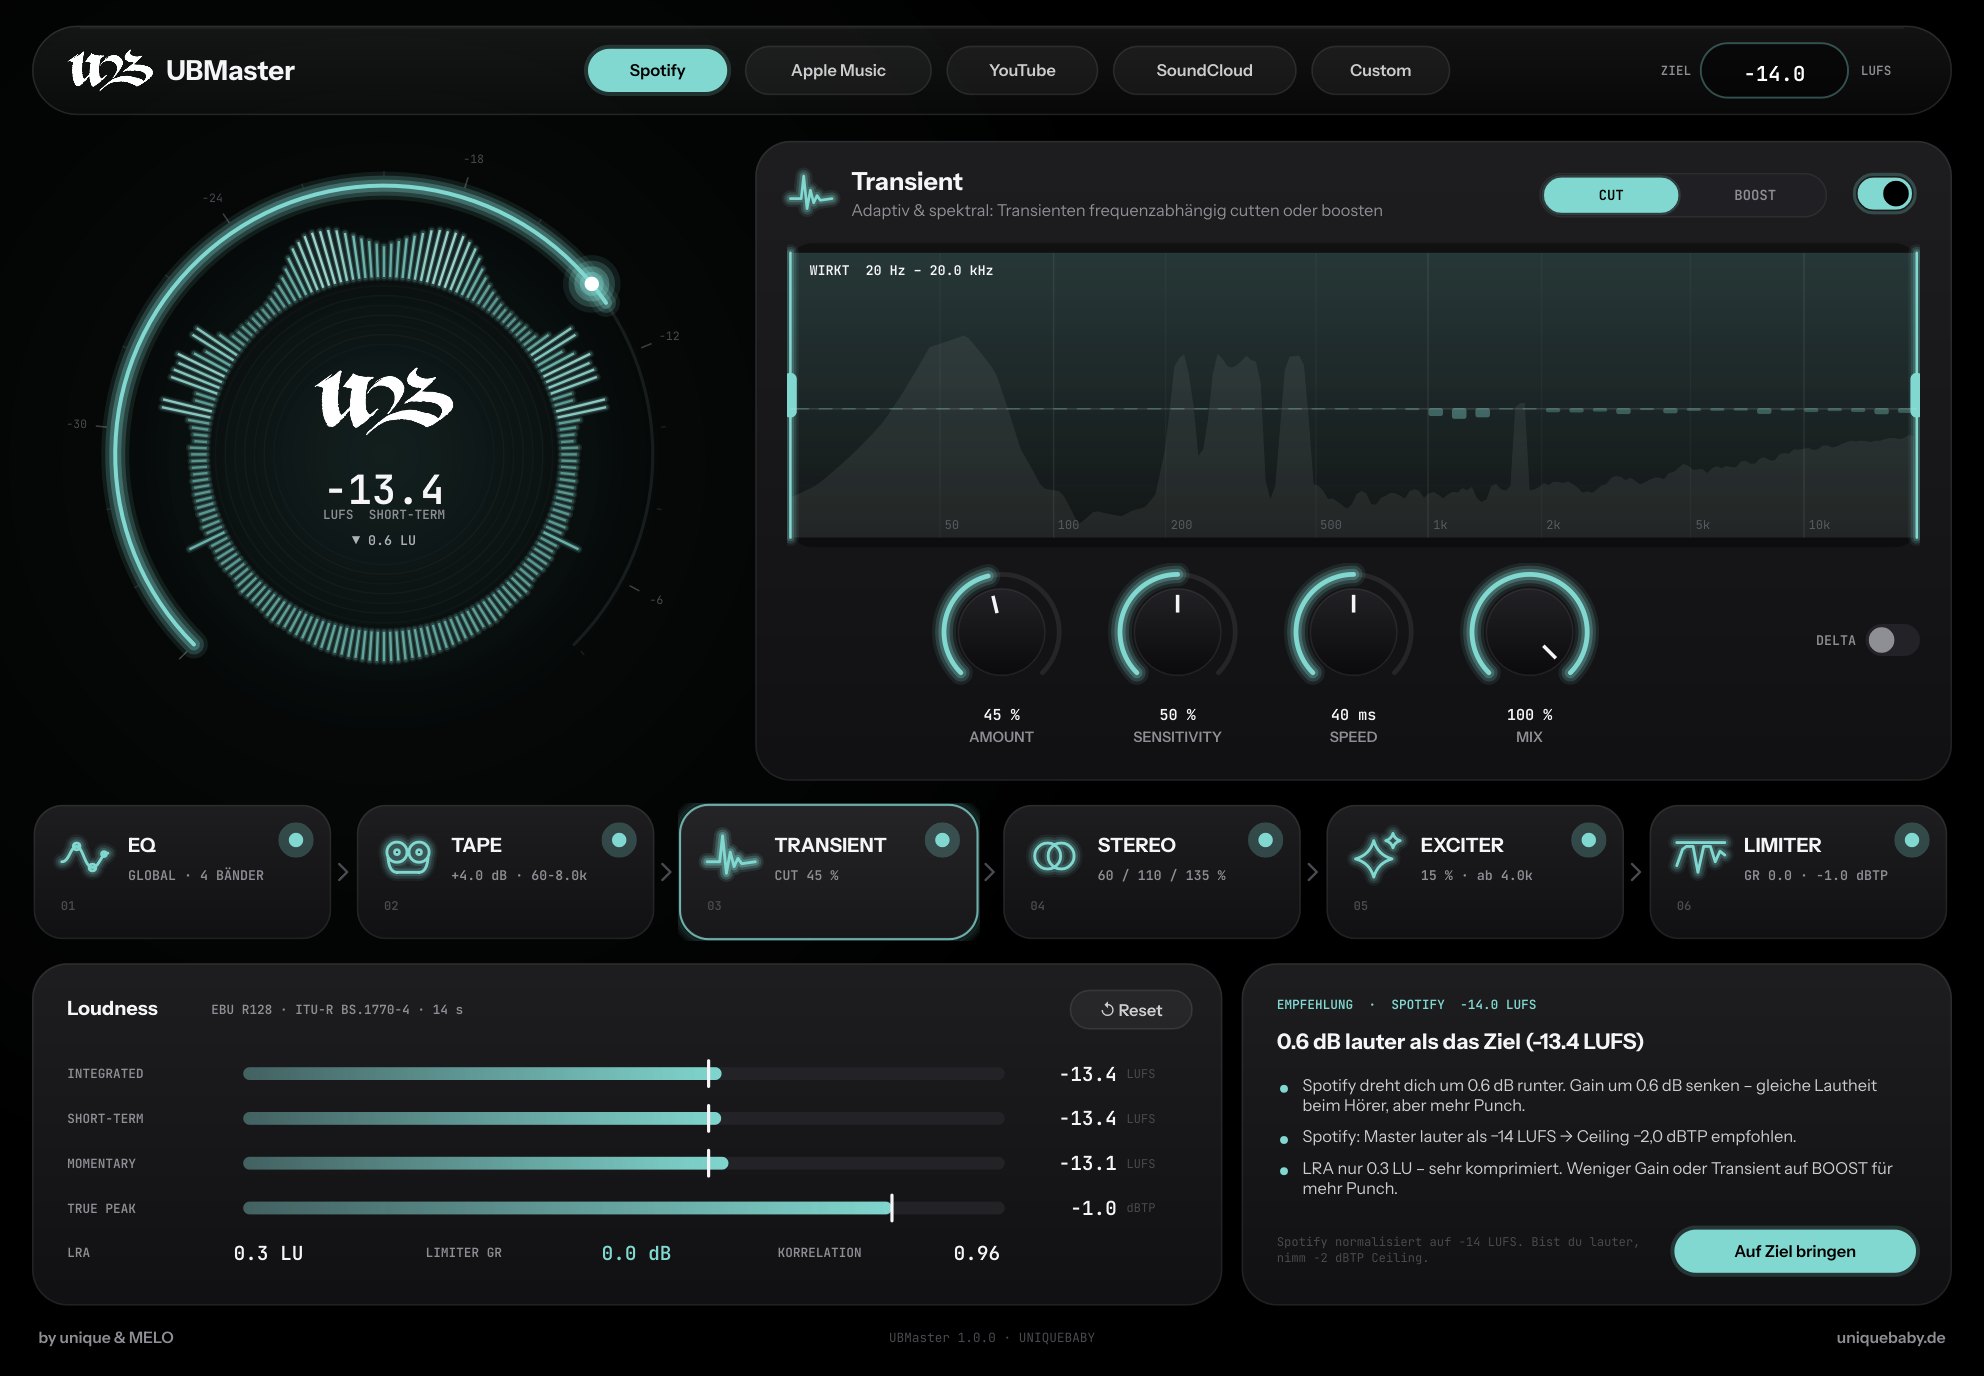 UB UBMaster
Spotify
Apple Music
YouTube
SoundCloud
Custom
ZIEL -14.0 LUFS
-30
-24
-18
-12
-6
UB
-13.4
LUFS SHORT-TERM
▼ 0.6 LU
Transient
Adaptiv & spektral: Transienten frequenzabhängig cutten oder boosten
CUT
BOOST
WIRKT 20 Hz – 20.0 kHz
50 100 200 500 1k 2k 5k 10k
45 % 50 % 40 ms 100 %
AMOUNT SENSITIVITY SPEED MIX
DELTA
EQ
GLOBAL · 4 BÄNDER
01
TAPE
+4.0 dB · 60-8.0k
02
TRANSIENT
CUT 45 %
03
STEREO
60 / 110 / 135 %
04
EXCITER
15 % · ab 4.0k
05
LIMITER
GR 0.0 · -1.0 dBTP
06
Loudness EBU R128 · ITU-R BS.1770-4 · 14 s
Reset
INTEGRATED -13.4 LUFS
SHORT-TERM -13.4 LUFS
MOMENTARY -13.1 LUFS
TRUE PEAK -1.0 dBTP
LRA 0.3 LU LIMITER GR 0.0 dB KORRELATION 0.96
EMPFEHLUNG · SPOTIFY -14.0 LUFS
0.6 dB lauter als das Ziel (-13.4 LUFS)
Spotify dreht dich um 0.6 dB runter. Gain um 0.6 dB senken – gleiche Lautheit
beim Hörer, aber mehr Punch.
Spotify: Master lauter als −14 LUFS → Ceiling −2,0 dBTP empfohlen.
LRA nur 0.3 LU – sehr komprimiert. Weniger Gain oder Transient auf BOOST für
mehr Punch.
Spotify normalisiert auf -14 LUFS. Bist du lauter,
nimm -2 dBTP Ceiling.
Auf Ziel bringen
by unique & MELO
UBMaster 1.0.0 · UNIQUEBABY
uniquebaby.de